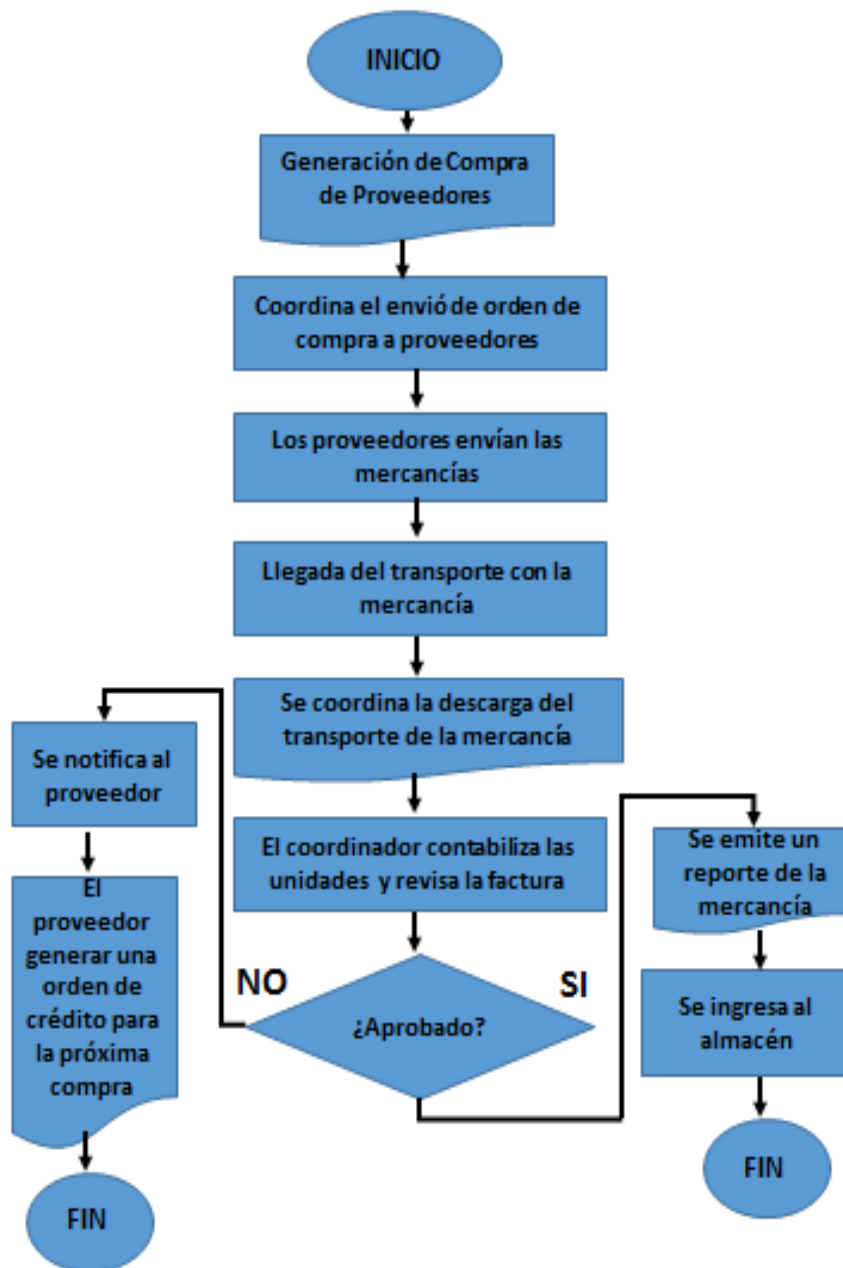 INICIO
Generación de Compra
de Proveedores
Coordina el envió de orden de
compra a proveedores
Los proveedores envían las
mercancías
Llegada del transporte con la
mercancía
Se coordina la descarga del
transporte de la mercancía
El coordinador contabiliza las
unidades y revisa la factura
¿Aprobado?
NO
Se notifica al
proveedor
El
proveedor
generar una
orden de
crédito para
la próxima
compra
FIN
SI
Se emite un
reporte de la
mercancía
Se ingresa al
almacén
FIN